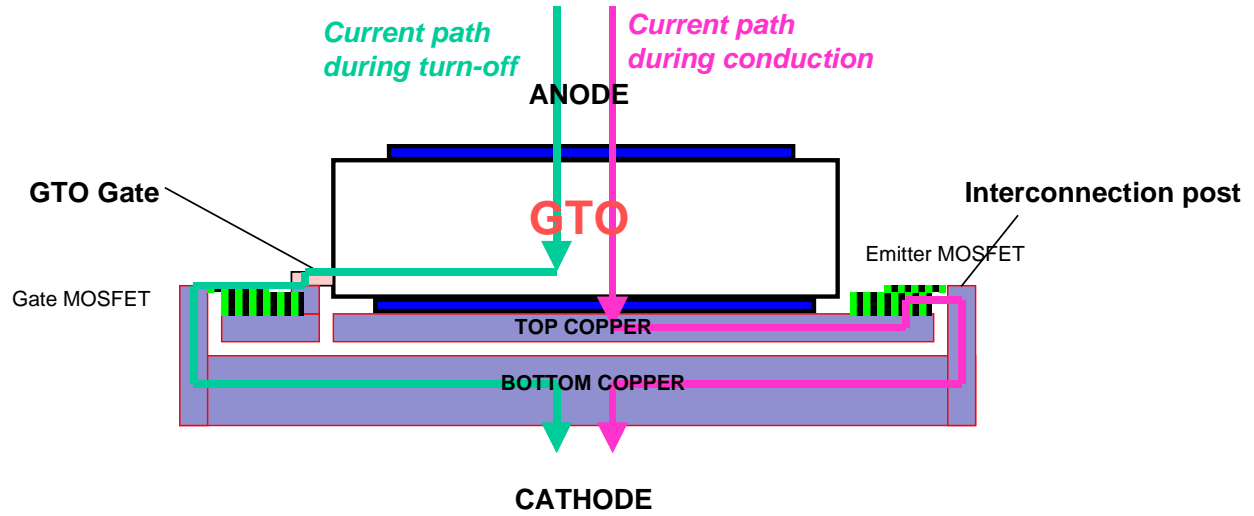 Current path
during turn-off
Current path
during conduction
ANODE
GTO Gate
GTO
Interconnection post
Emitter MOSFET
Gate MOSFET
TOP COPPER
BOTTOM COPPER
CATHODE